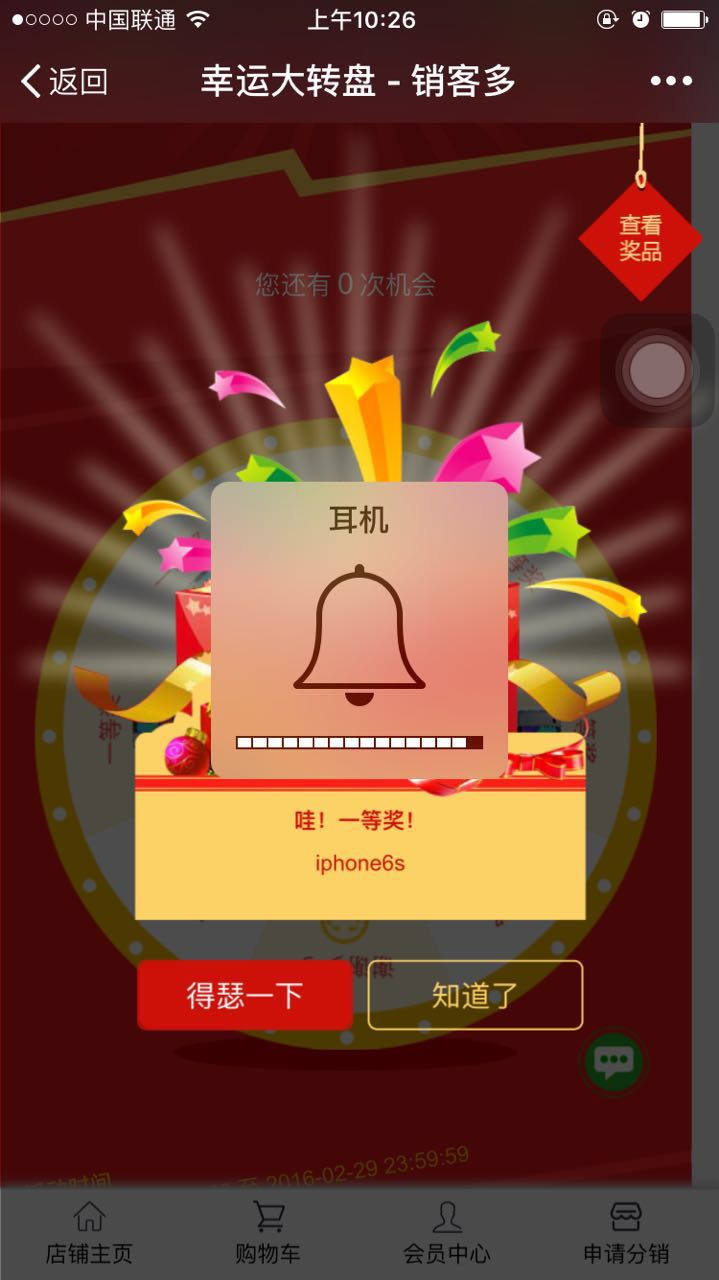 中国联通
上午10:26
返回
幸运大转盘 - 销客多
查看
奖品
您还有0次机会
耳机
哇！一等奖！
iphone6s
得瑟一下
知道了
至 2016-02-29 23:59:59
店铺主页
购物车
会员中心
申请分销